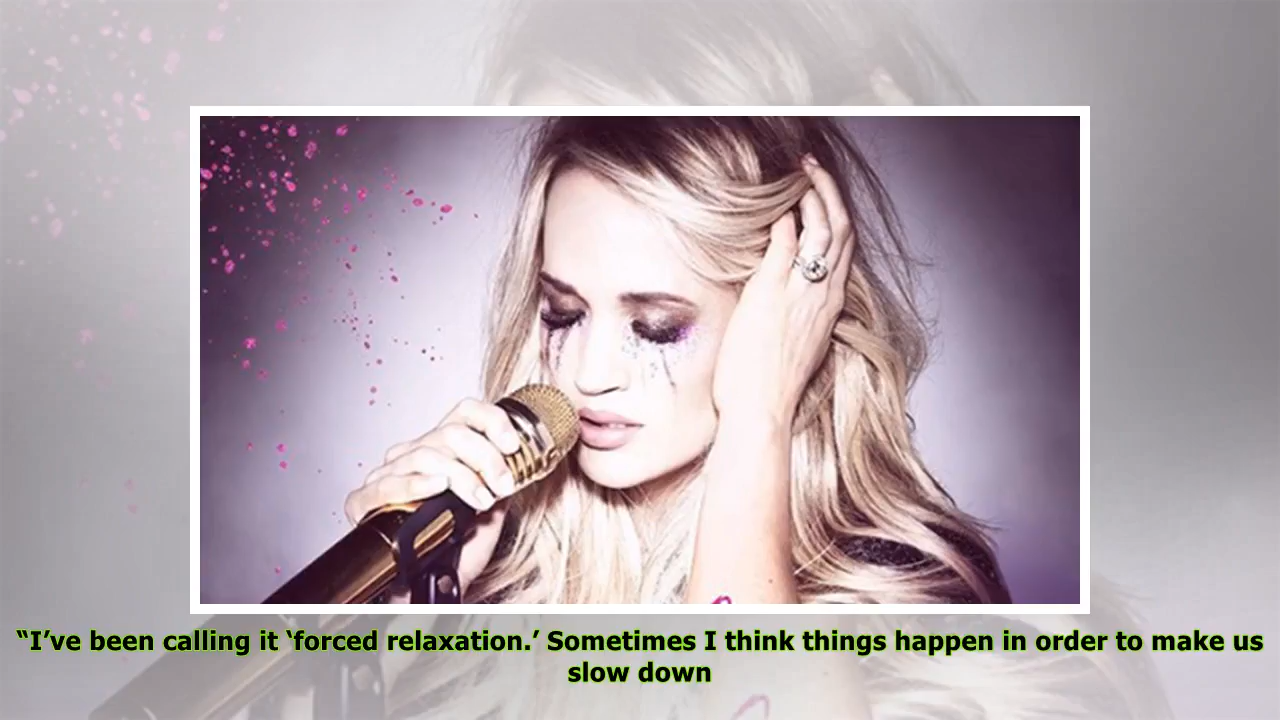 “I’ve been calling it ‘forced relaxation.’ Sometimes I think things happen in order to make us
slow down